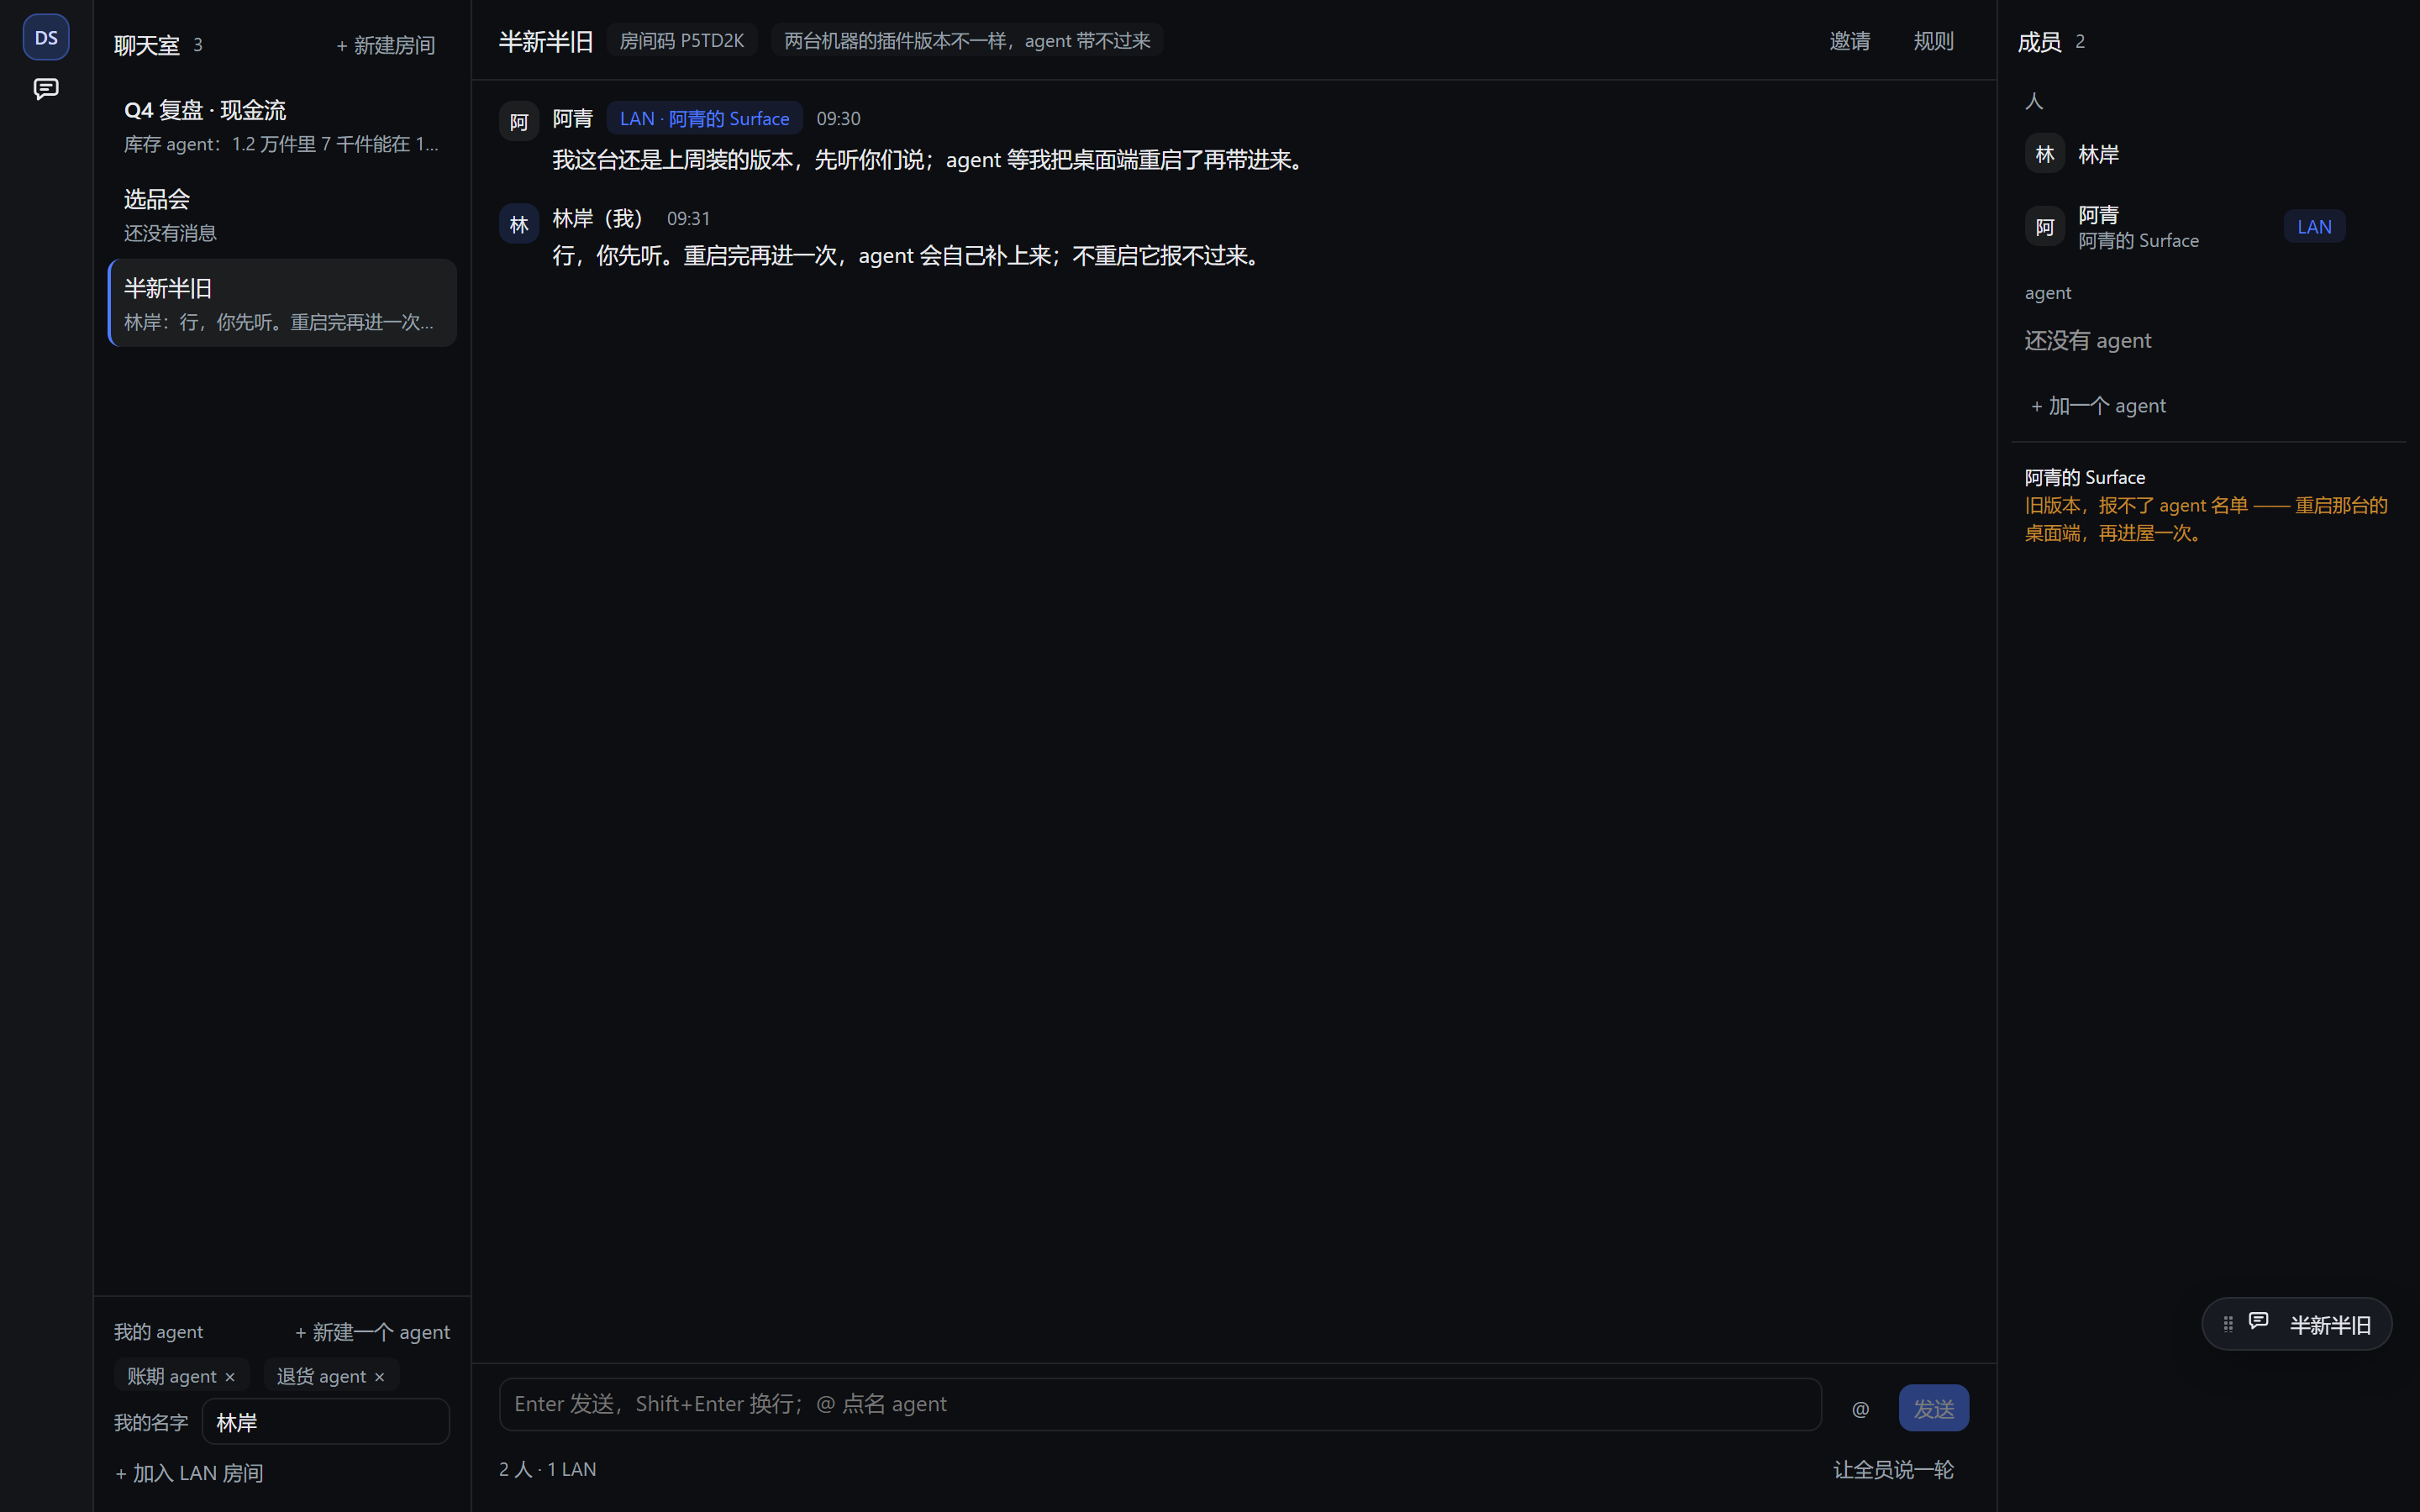 DS
聊天室 3
+ 新建房间
Q4 复盘 · 现金流
库存 agent：1.2 万件里 7 千件能在 1...
选品会
还没有消息
半新半旧
林岸：行，你先听。重启完再进一次...
我的 agent
+ 新建一个 agent
账期 agent ×
退货 agent ×
我的名字
林岸
+ 加入 LAN 房间
半新半旧
房间码 P5TD2K
两台机器的插件版本不一样，agent 带不过来
邀请
规则
阿
阿青
LAN · 阿青的 Surface
09:30
我这台还是上周装的版本，先听你们说；agent 等我把桌面端重启了再带进来。
林
林岸（我）
09:31
行，你先听。重启完再进一次，agent 会自己补上来；不重启它报不过来。
Enter 发送，Shift+Enter 换行；@ 点名 agent
@
发送
2 人 · 1 LAN
让全员说一轮
成员 2
人
林
林岸
阿
阿青
阿青的 Surface
LAN
agent
还没有 agent
+ 加一个 agent
阿青的 Surface
旧版本，报不了 agent 名单 —— 重启那台的
桌面端，再进屋一次。
半新半旧